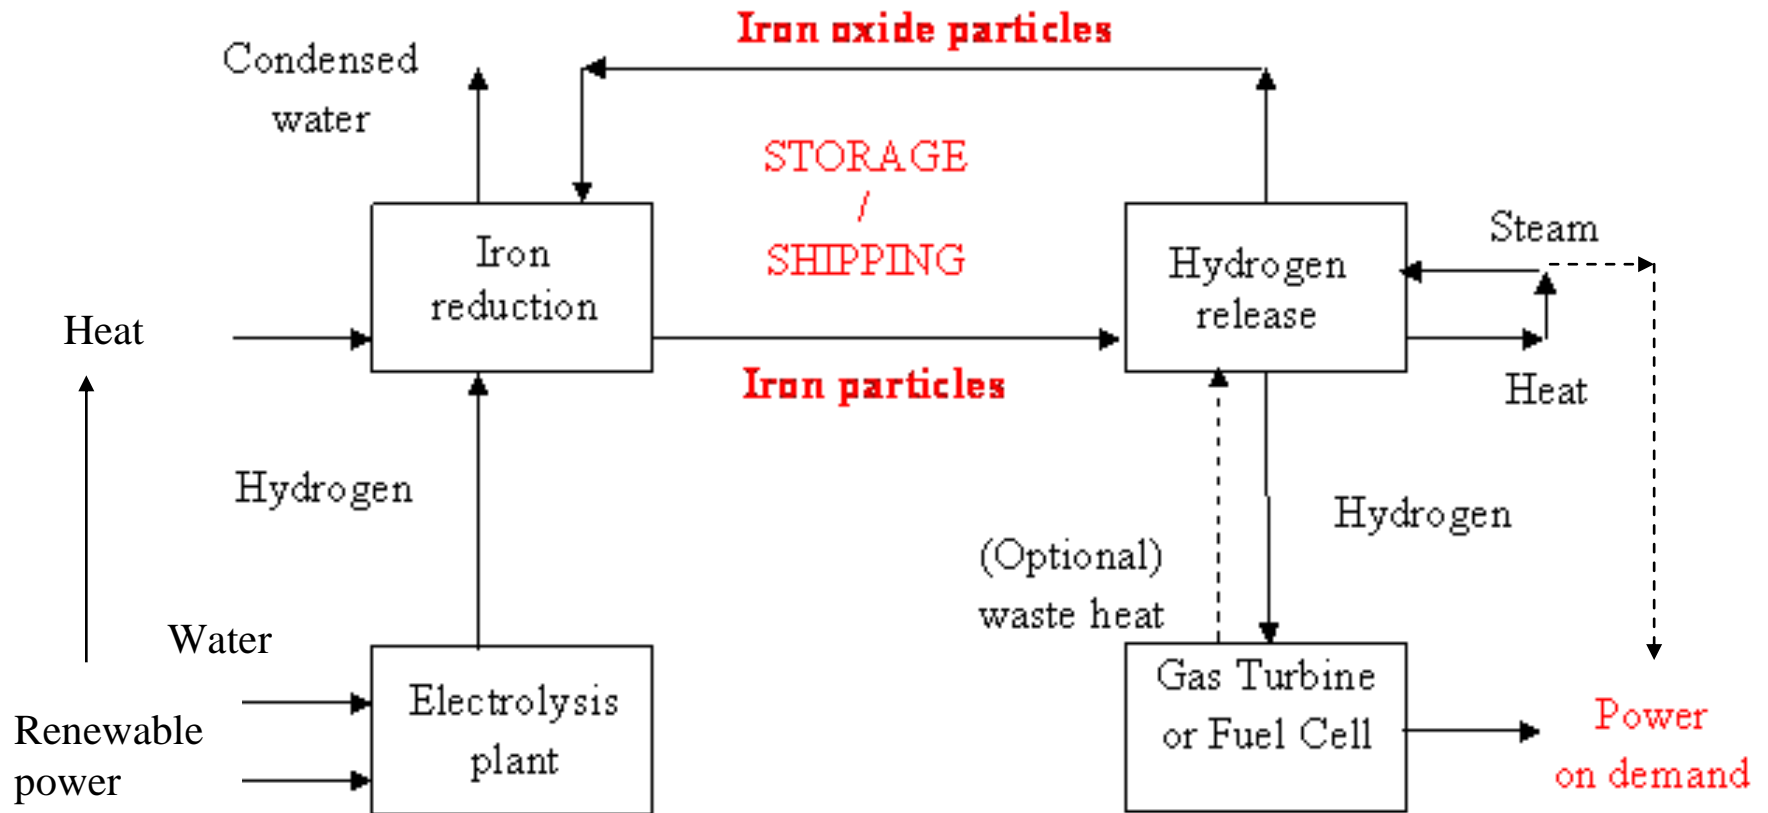 Iron oxide particles
Condensed
water
STORAGE
/
SHIPPING
Iron
reduction
Hydrogen
release
Steam
Heat
Heat
Iron particles
Hydrogen
Hydrogen
(Optional)
waste heat
Water
Renewable
power
Electrolysis
plant
Gas Turbine
or Fuel Cell
Power
on demand